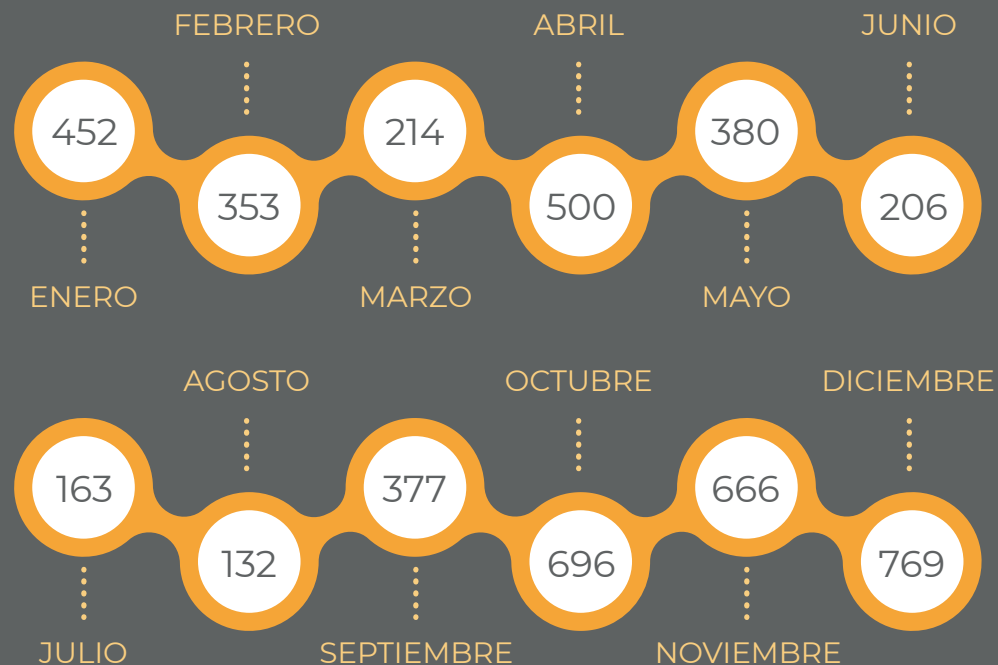 FEBRERO ABRIL JUNIO
452 214 380
353 500 206
ENERO MARZO MAYO
AGOSTO OCTUBRE DICIEMBRE
163 377 666
132 696 769
JULIO SEPTIEMBRE NOVIEMBRE